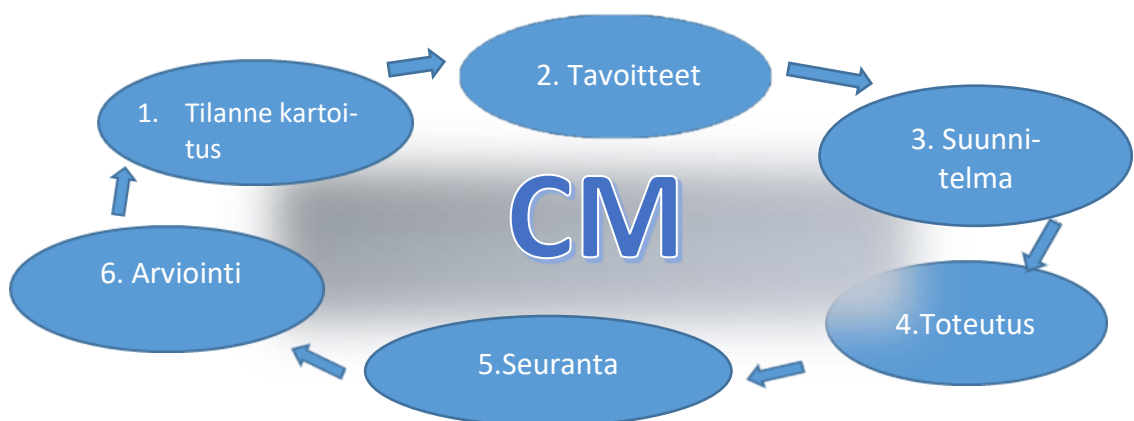 1. Tilanne kartoi-
tus
2. Tavoitteet
3. Suunni-
telma
CM
4.Toteutus
5.Seuranta
6. Arviointi